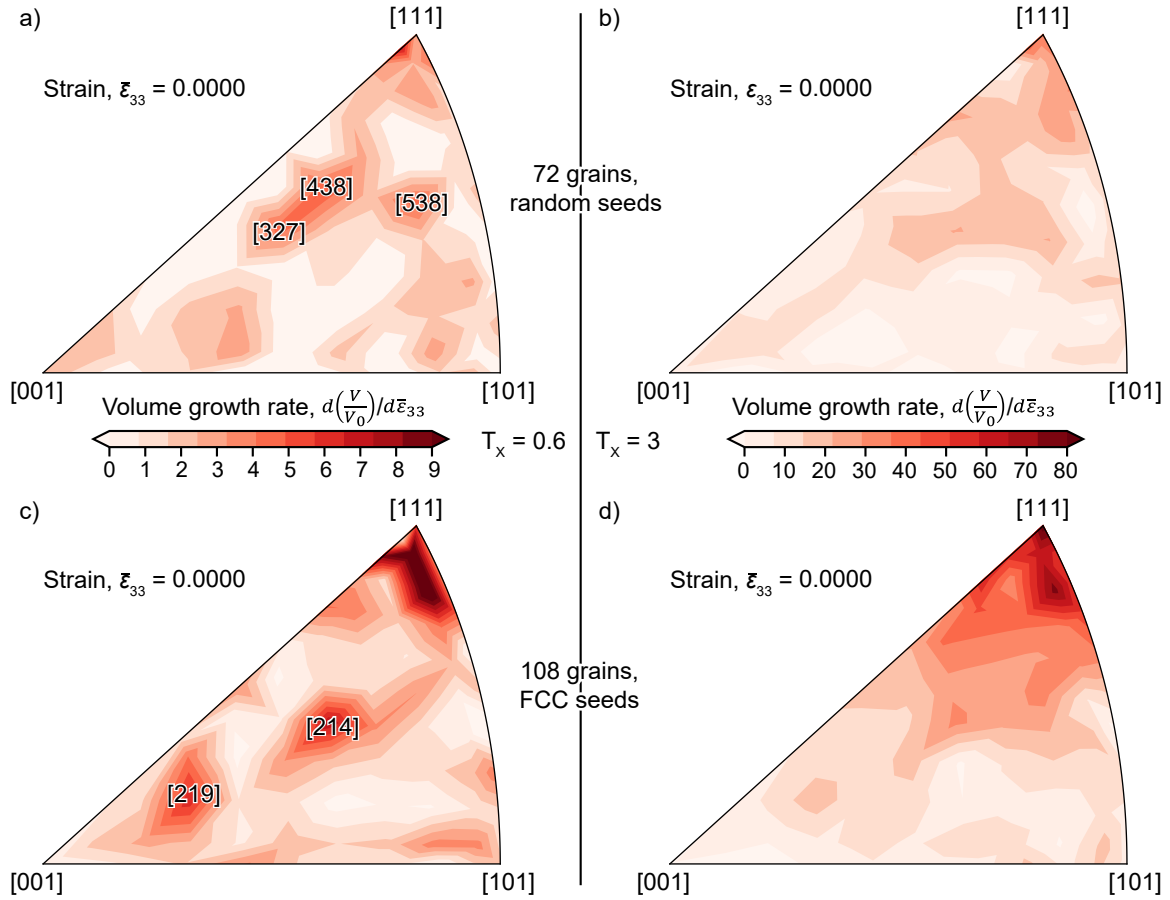 a)
[111]
Strain, ε̄₃₃ = 0.0000
[438]
[538]
[327]
[001]
[101]
b)
[111]
Strain, ε₃₃ = 0.0000
[001]
[101]
72 grains,
random seeds
Volume growth rate, d(V/V₀)/dε̄₃₃
0 1 2 3 4 5 6 7 8 9
Tₓ = 0.6
Tₓ = 3
Volume growth rate, d(V/V₀)/dε̄₃₃
0 10 20 30 40 50 60 70 80
c)
[111]
Strain, ε̄₃₃ = 0.0000
[214]
[219]
[001]
[101]
d)
[111]
Strain, ε̄₃₃ = 0.0000
[001]
[101]
108 grains,
FCC seeds